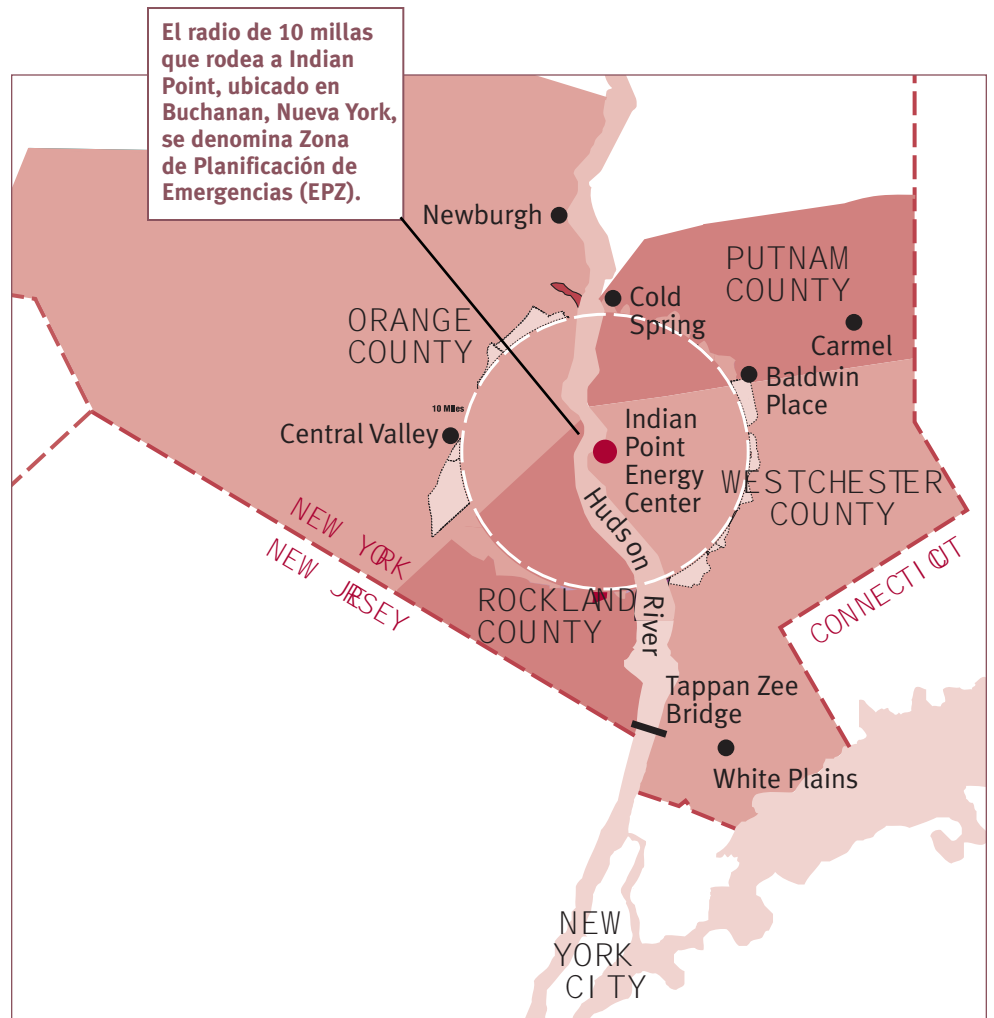 El radio de 10 millas
que rodea a Indian
Point, ubicado en
Buchanan, Nueva York,
se denomina Zona
de Planificación de
Emergencias (EPZ).
Newburgh
PUTNAM
COUNTY
Cold
Spring
ORANGE
COUNTY
Carmel
Baldwin
Place
10 Miles
Central Valley
Indian
Point
Energy
Center
WESTCHESTER
COUNTY
Hudson
River
NEW YORK
NEW JERSEY
CONNECTICUT
ROCKLAND
COUNTY
Tappan Zee
Bridge
White Plains
NEW
YORK
CITY